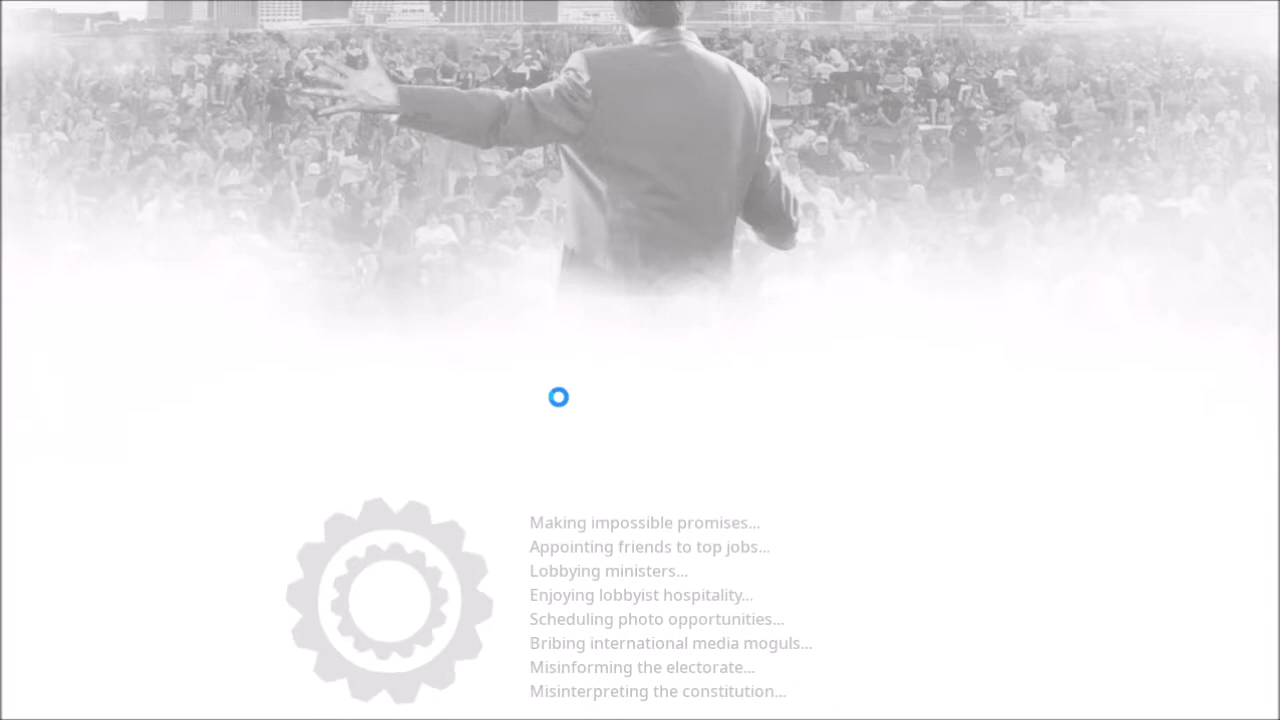 Making impossible promises...
Appointing friends to top jobs...
Lobbying ministers...
Enjoying lobbyist hospitality...
Scheduling photo opportunities...
Bribing international media moguls...
Misinforming the electorate...
Misinterpreting the constitution...